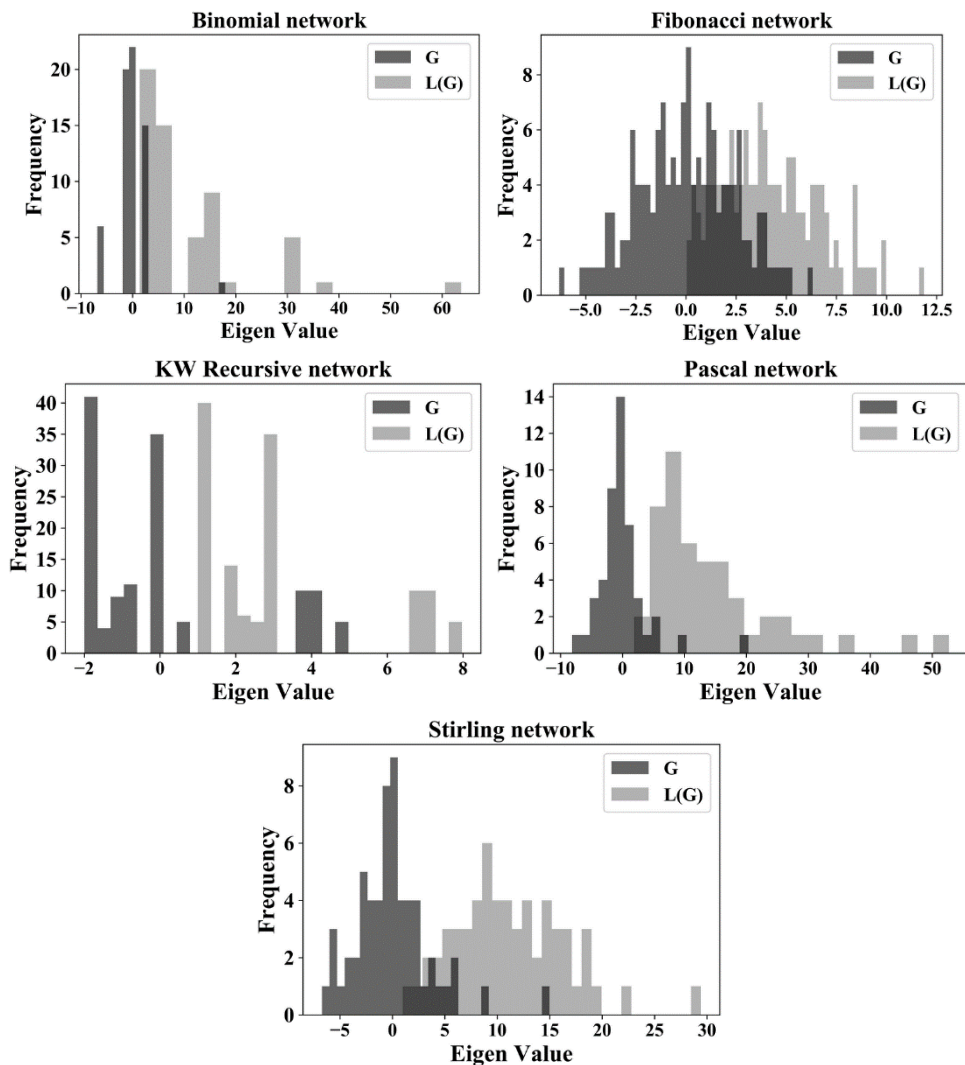 Binomial network
G
L(G)
20
15
10
5
0
−10 0 10 20 30 40 50 60
Frequency
Eigen Value
Fibonacci network
G
L(G)
8
6
4
2
0
−5.0 −2.5 0.0 2.5 5.0 7.5 10.0 12.5
Frequency
Eigen Value
KW Recursive network
G
L(G)
40
35
30
25
20
15
10
5
0
−2 0 2 4 6 8
Frequency
Eigen Value
Pascal network
G
L(G)
14
12
10
8
6
4
2
0
−10 0 10 20 30 40 50
Frequency
Eigen Value
Stirling network
G
L(G)
8
6
4
2
0
−5 0 5 10 15 20 25 30
Frequency
Eigen Value